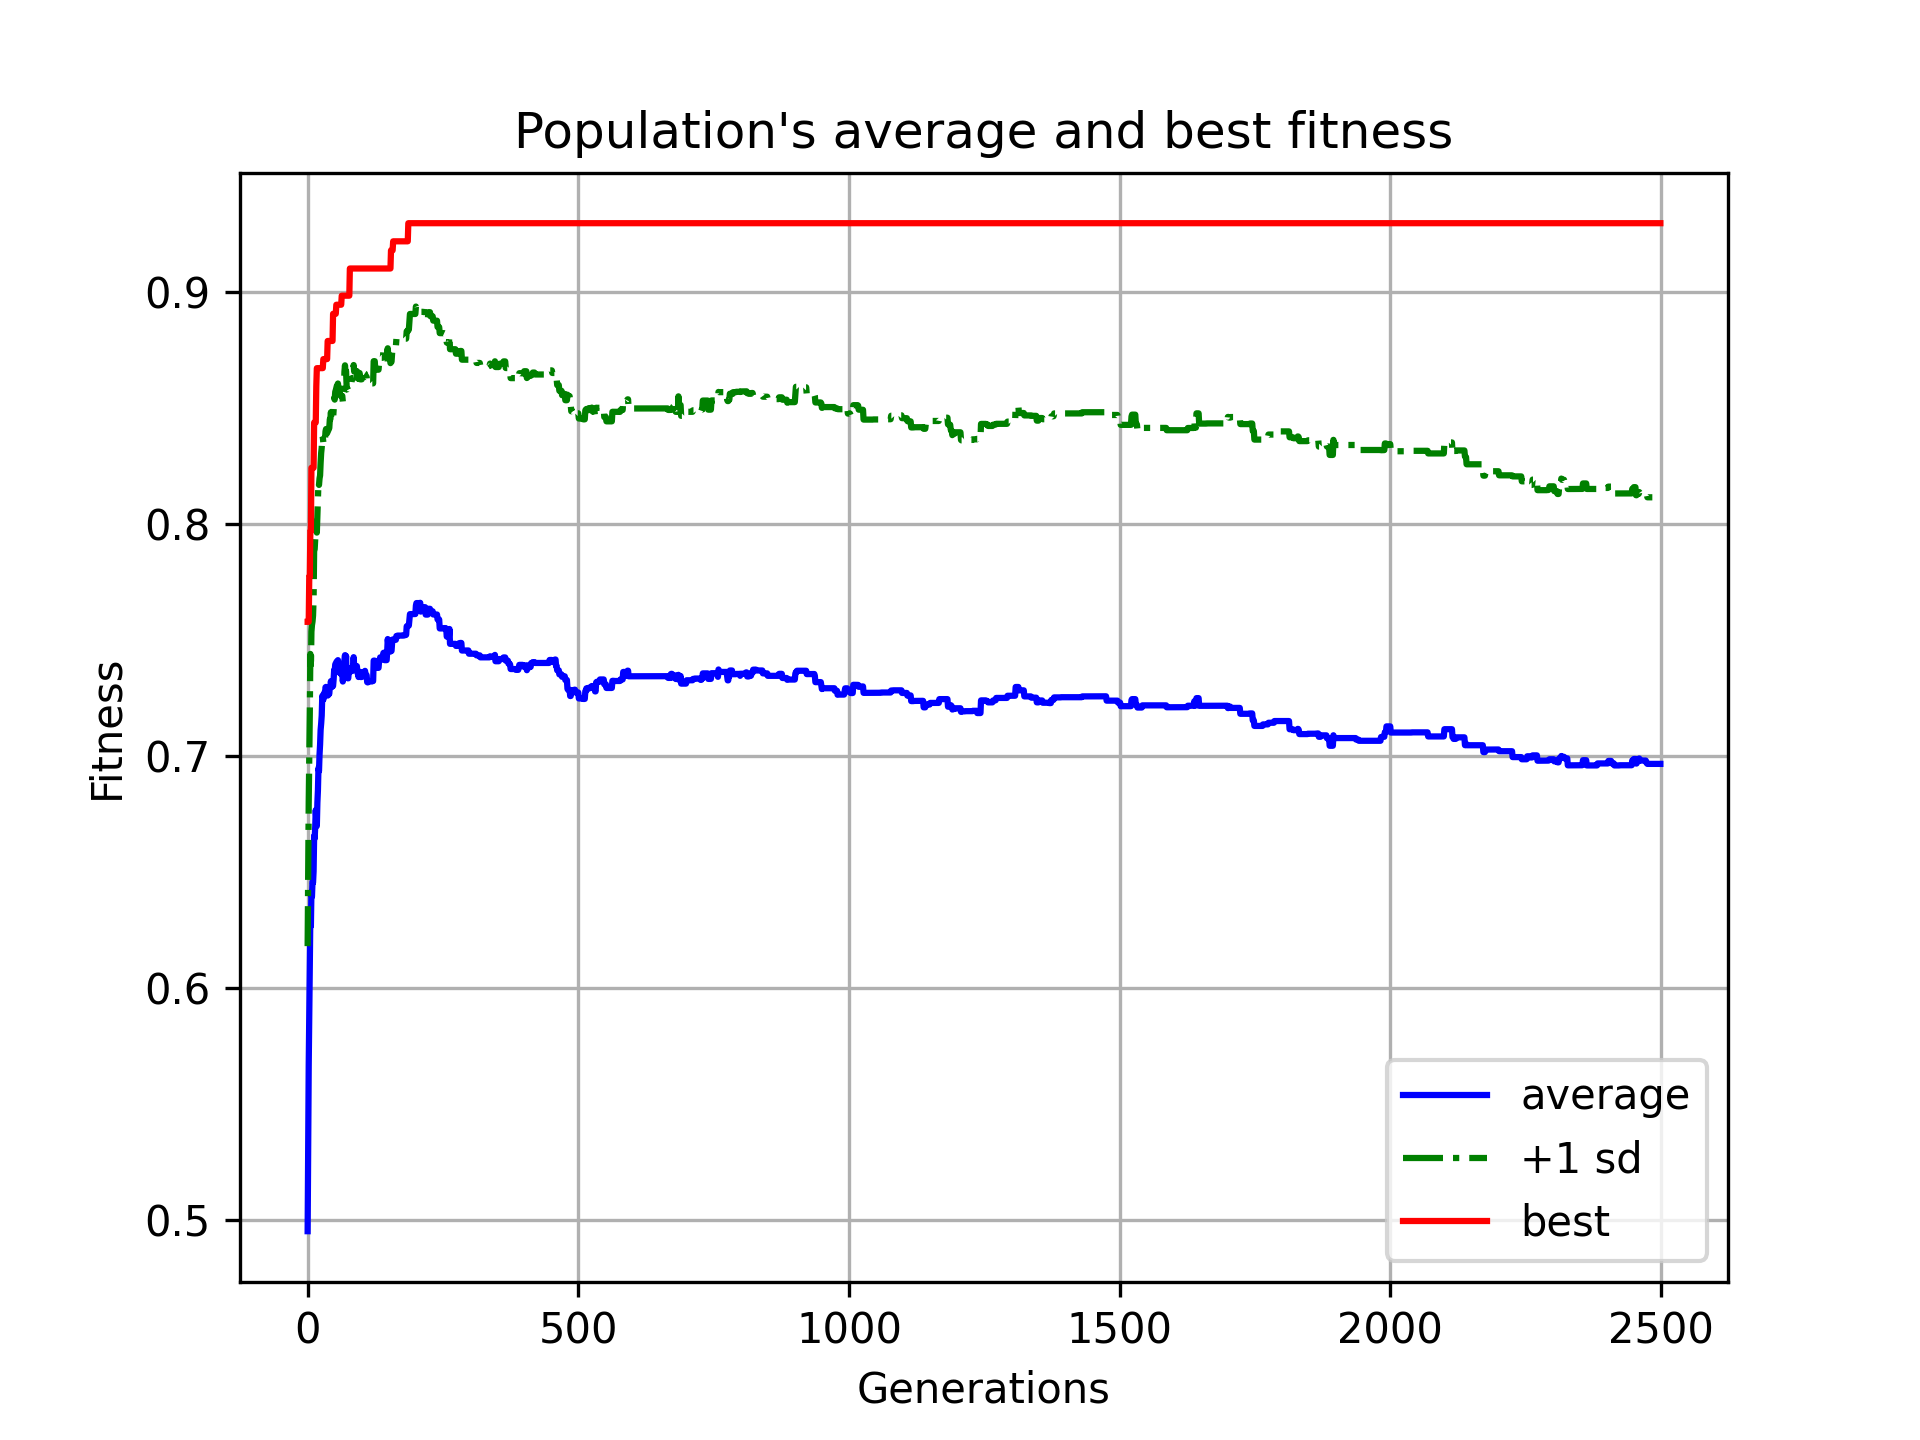 Population's average and best fitness
Fitness
0.9
0.8
0.7
0.6
0.5
0
500
1000
1500
2000
2500
Generations
average
+1 sd
best